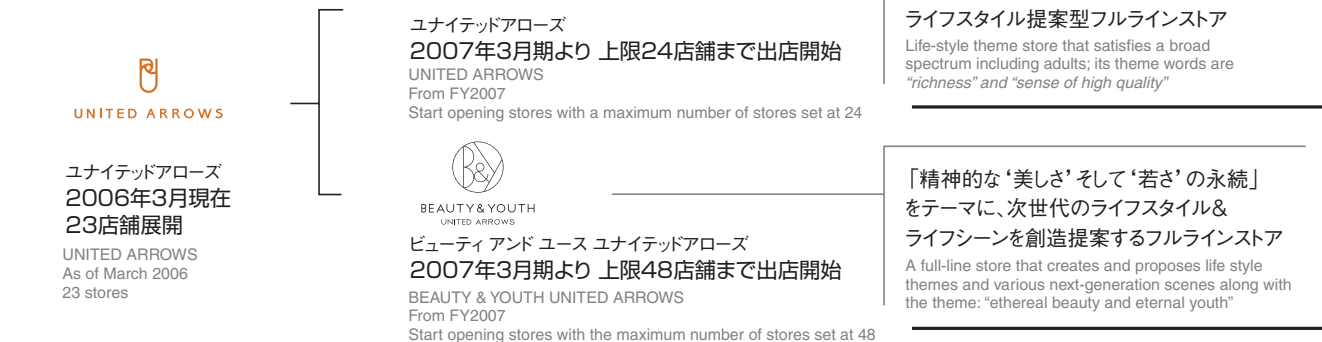 UNITED ARROWS
ユナイテッドアローズ
2006年3月現在
23店舗展開
UNITED ARROWS
As of March 2006
23 stores
ユナイテッドアローズ
2007年3月期より 上限24店舗まで出店開始
UNITED ARROWS
From FY2007
Start opening stores with a maximum number of stores set at 24
ライフスタイル提案型フルラインストア
Life-style theme store that satisfies a broad
spectrum including adults; its theme words are
“richness” and “sense of high quality”
B&Y
BEAUTY&YOUTH
UNITED ARROWS
ビューティ アンド ユース ユナイテッドアローズ
2007年3月期より 上限48店舗まで出店開始
BEAUTY & YOUTH UNITED ARROWS
From FY2007
Start opening stores with the maximum number of stores set at 48
「精神的な‘美しさ’そして‘若さ’の永続」
をテーマに、次世代のライフスタイル&
ライフシーンを創造提案するフルラインストア
A full-line store that creates and proposes life style
themes and various next-generation scenes along with
the theme: “ethereal beauty and eternal youth”